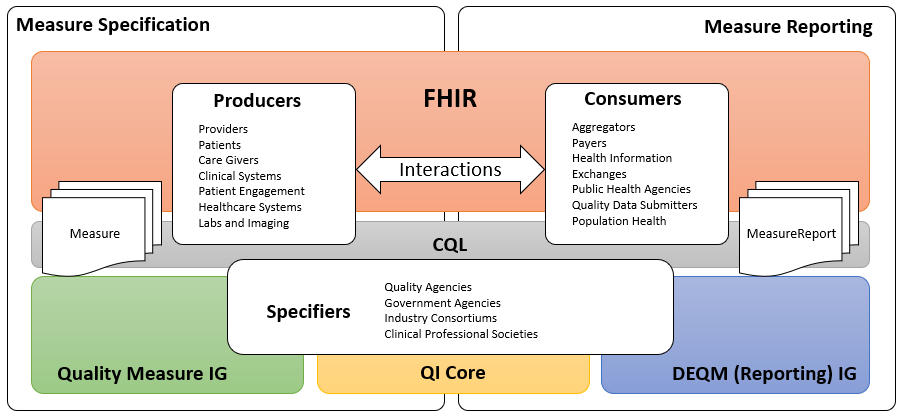 Measure Specification
Measure Reporting
FHIR
Producers
Providers
Patients
Care Givers
Clinical Systems
Patient Engagement
Healthcare Systems
Labs and Imaging
Interactions
Consumers
Aggregators
Payers
Health Information
Exchanges
Public Health Agencies
Quality Data Submitters
Population Health
Measure
MeasureReport
CQL
Specifiers
Quality Agencies
Government Agencies
Industry Consortiums
Clinical Professional Societies
Quality Measure IG
QI Core
DEQM (Reporting) IG